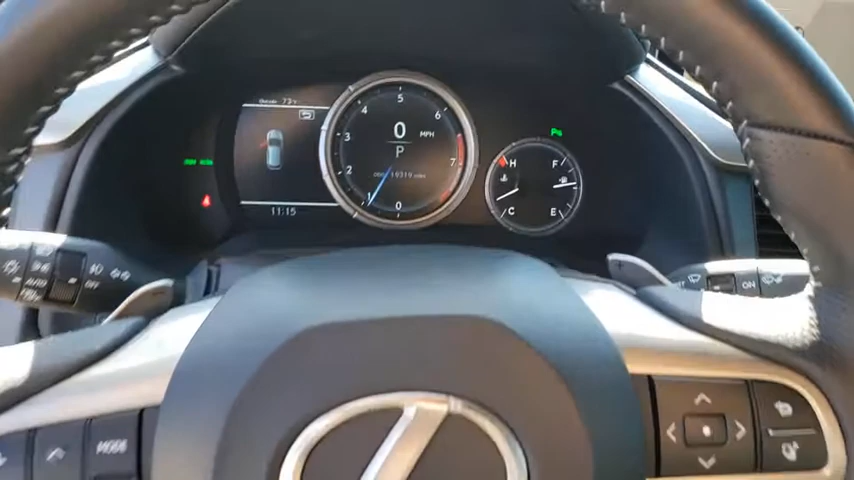 Outside 73°F
11:15
0 1 2 3 4 5 6 7
0 MPH
P
ODO 16319 miles
H C
F E
P
AUTO
OFF
ON
MODE